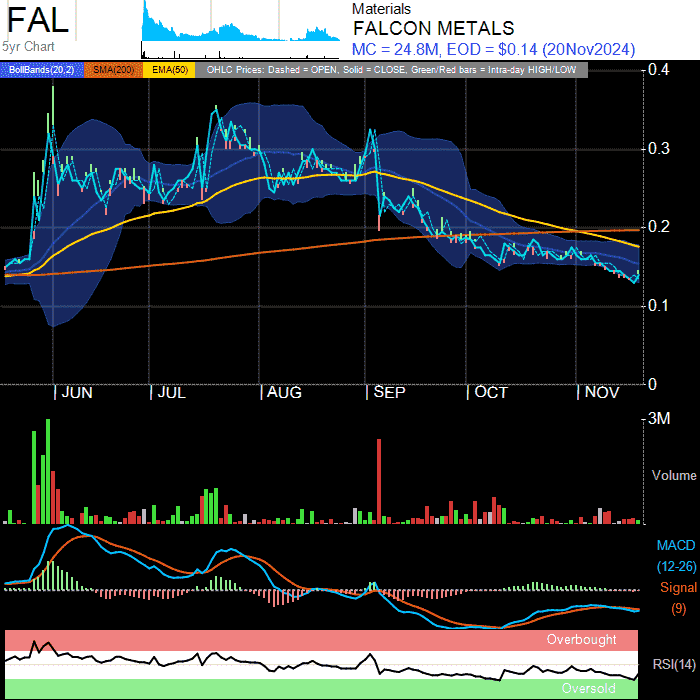 FAL
5yr Chart
Materials
FALCON METALS
MC = 24.8M, EOD = $0.14 (20Nov2024)
BollBands(20,2) SMA(200) EMA(50) OHLC Prices: Dashed = OPEN, Solid = CLOSE, Green/Red bars = Intra-day HIGH/LOW
0.4
0.3
0.2
0.1
0
JUN JUL AUG SEP OCT NOV
3M
Volume
MACD
(12-26)
Signal
(9)
Overbought
RSI(14)
Oversold